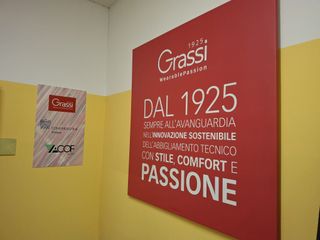 Grassi
ACOF
1925
Grassi
WearablePassion
DAL 1925
SEMPRE ALL'AVANGUARDIA
NELL'INNOVAZIONE SOSTENIBILE
DELL'ABBIGLIAMENTO TECNICO
CON STILE, COMFORT E
PASSIONE